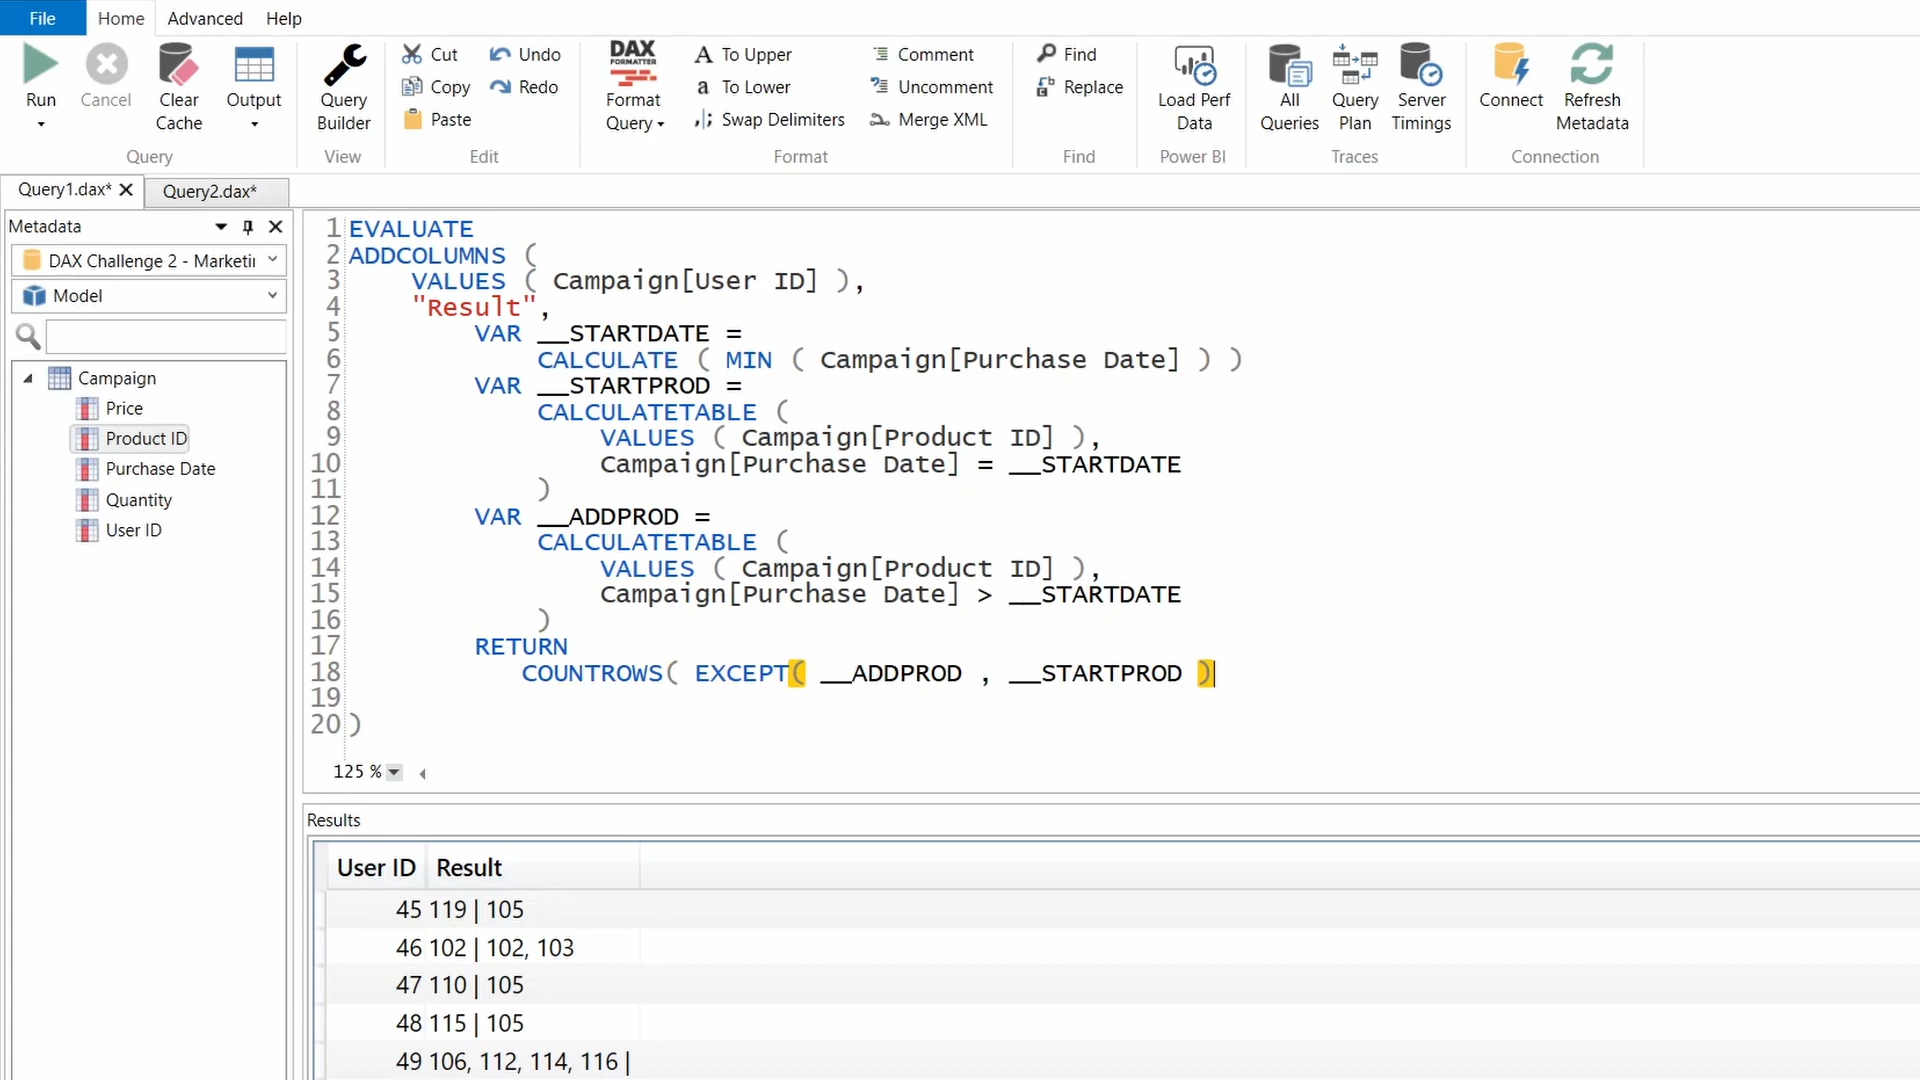 File Home Advanced Help
Run Cancel Clear Cache Output
Query
Query Builder
View
Cut Undo
Copy Redo
Paste
Edit
DAX FORMATTER
Format Query
A To Upper
a To Lower
Swap Delimiters
Comment
Uncomment
Merge XML
Format
Find
Replace
Find
Load Perf Data
Power BI
All Queries Query Plan Server Timings
Traces
Connect Refresh Metadata
Connection
Query1.dax* Query2.dax*
Metadata
DAX Challenge 2 - Marketin
Model
Campaign
Price
Product ID
Purchase Date
Quantity
User ID
1 EVALUATE
2 ADDCOLUMNS (
3 VALUES ( Campaign[User ID] ),
4 "Result",
5 VAR __STARTDATE =
6 CALCULATE ( MIN ( Campaign[Purchase Date] ) )
7 VAR __STARTPROD =
8 CALCULATETABLE (
9 VALUES ( Campaign[Product ID] ),
10 Campaign[Purchase Date] = __STARTDATE
11 )
12 VAR __ADDPROD =
13 CALCULATETABLE (
14 VALUES ( Campaign[Product ID] ),
15 Campaign[Purchase Date] > __STARTDATE
16 )
17 RETURN
18 COUNTROWS( EXCEPT( __ADDPROD , __STARTPROD )
19
20 )
125 %
Results
User ID Result
45 119 | 105
46 102 | 102, 103
47 110 | 105
48 115 | 105
49 106, 112, 114, 116 |